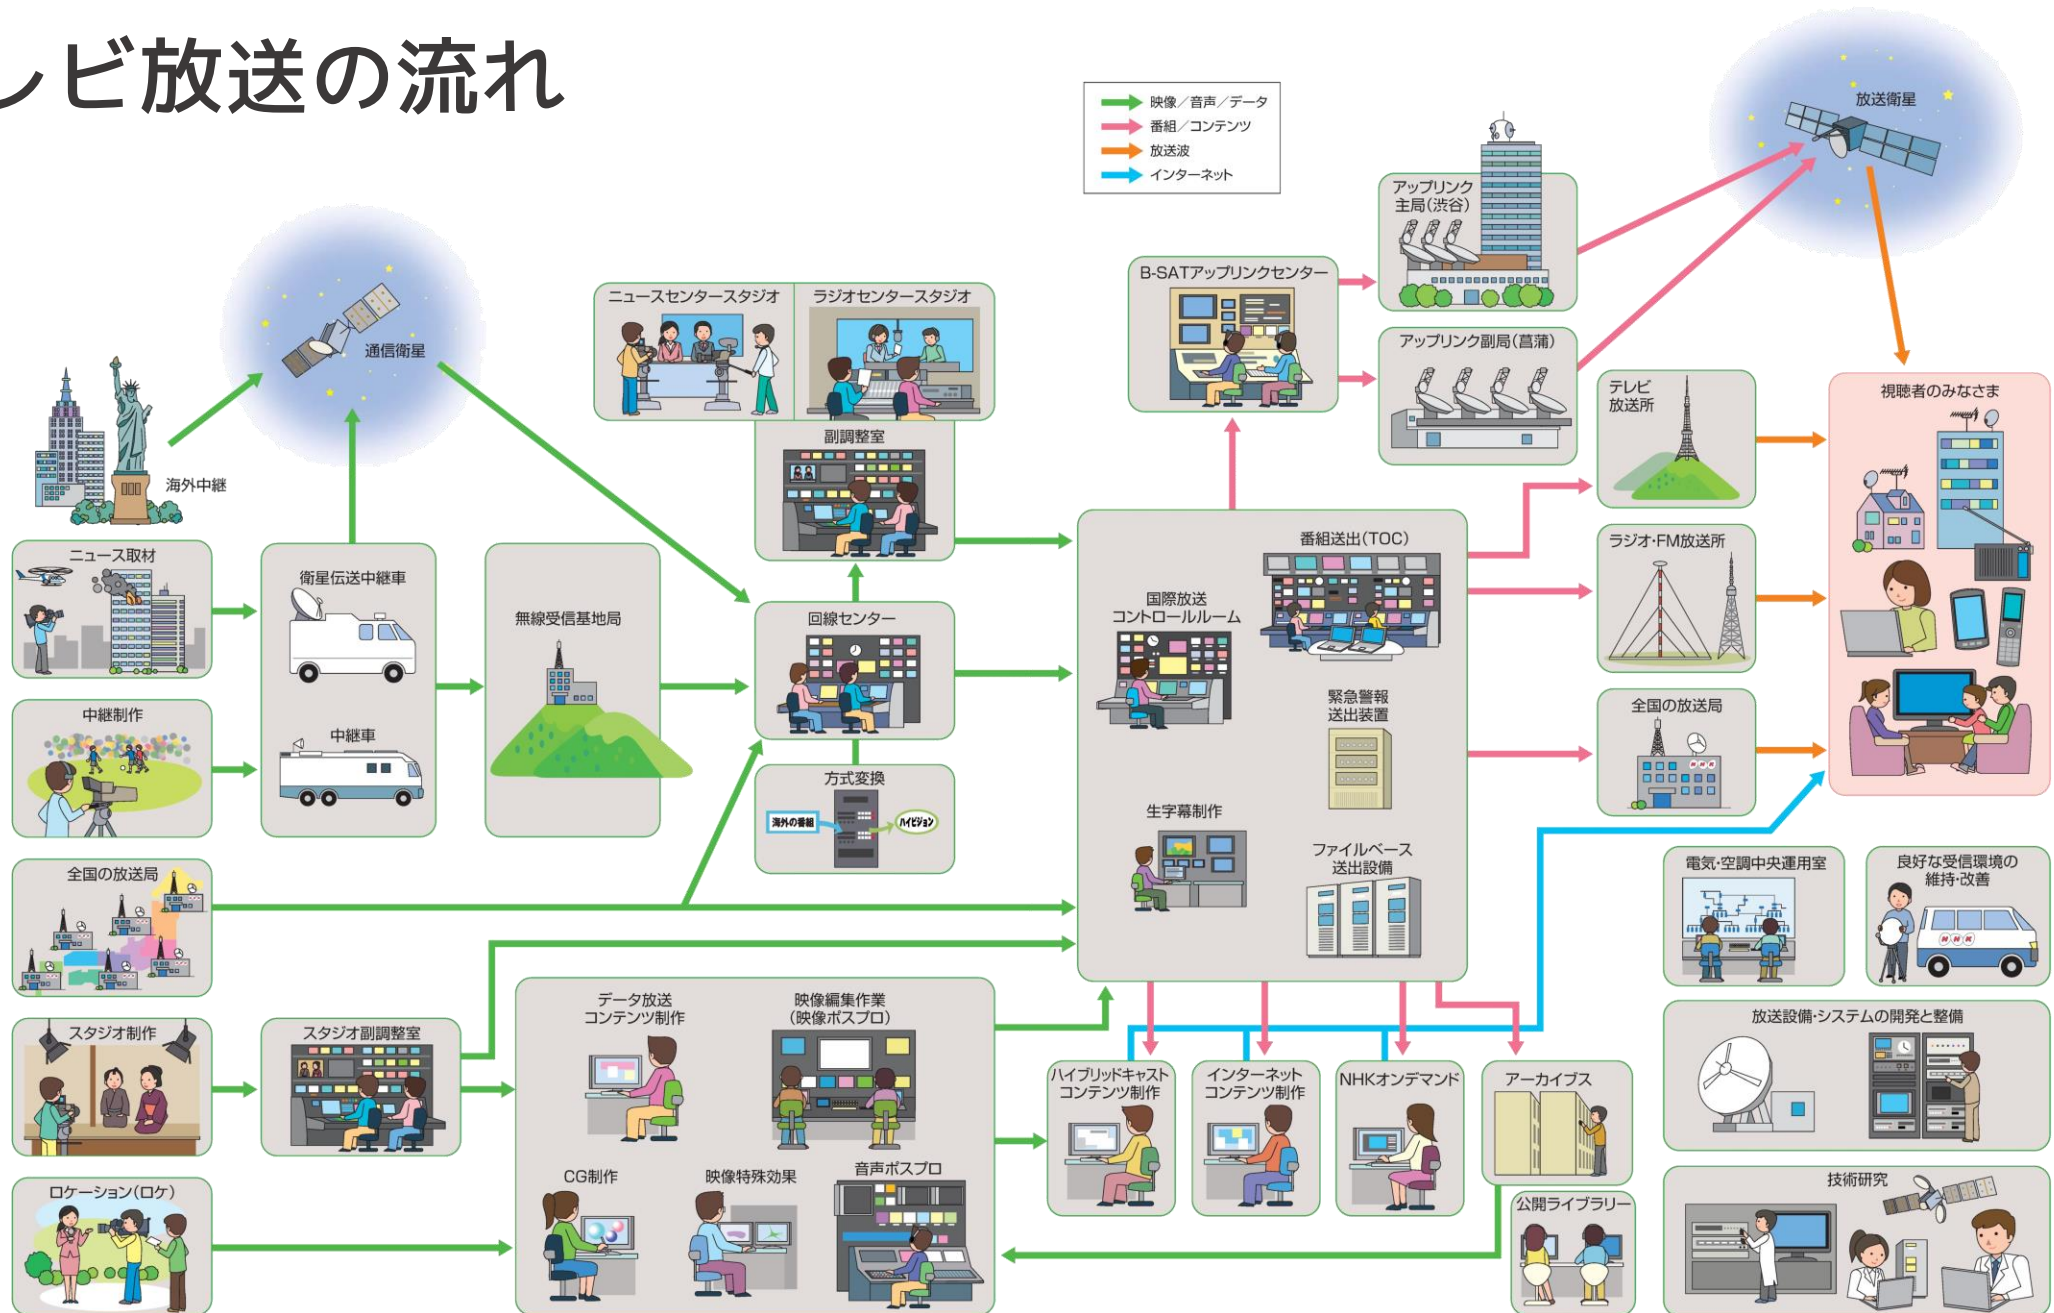 レビ放送の流れ
映像／音声／データ
番組／コンテンツ
放送波
インターネット
放送衛星
アップリンク
主局(渋谷)
B-SATアップリンクセンター
アップリンク副局(菖蒲)
通信衛星
ニュースセンタースタジオ
ラジオセンタースタジオ
副調整室
海外中継
テレビ
放送所
視聴者のみなさま
ニュース取材
衛星伝送中継車
無線受信基地局
回線センター
番組送出(TOC)
国際放送
コントロールルーム
ラジオ・FM放送所
中継制作
中継車
方式変換
海外の番組
ハイビジョン
緊急警報
送出装置
全国の放送局
NHK
生字幕制作
ファイルベース
送出設備
全国の放送局
電気・空調中央運用室
良好な受信環境の
維持・改善
NHK
スタジオ制作
スタジオ副調整室
データ放送
コンテンツ制作
映像編集作業
(映像ポスプロ)
放送設備・システムの開発と整備
ハイブリッドキャスト
コンテンツ制作
インターネット
コンテンツ制作
NHKオンデマンド
アーカイブス
ロケーション(ロケ)
CG制作
映像特殊効果
音声ポスプロ
公開ライブラリー
技術研究